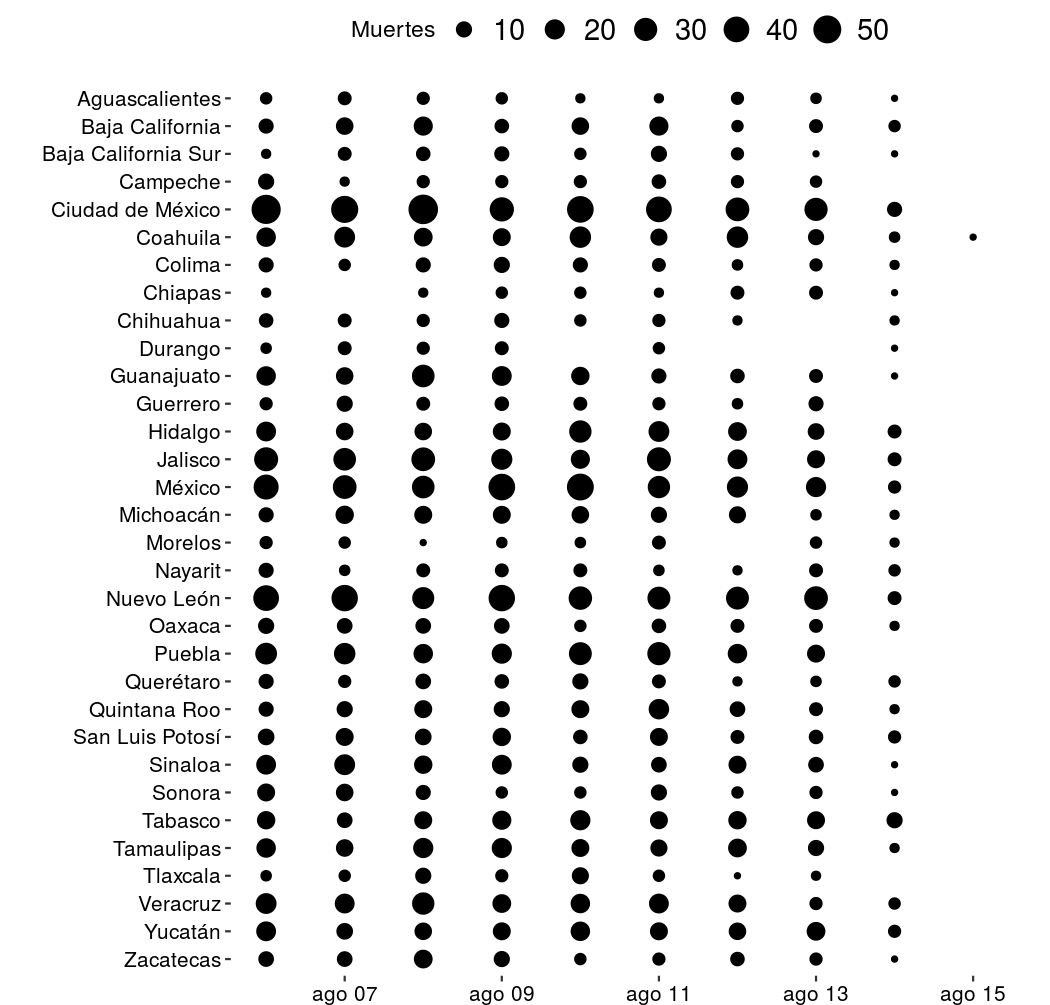 Muertes 10 20 30 40 50
Aguascalientes
Baja California
Baja California Sur
Campeche
Ciudad de México
Coahuila
Colima
Chiapas
Chihuahua
Durango
Guanajuato
Guerrero
Hidalgo
Jalisco
México
Michoacán
Morelos
Nayarit
Nuevo León
Oaxaca
Puebla
Querétaro
Quintana Roo
San Luis Potosí
Sinaloa
Sonora
Tabasco
Tamaulipas
Tlaxcala
Veracruz
Yucatán
Zacatecas
ago 07 ago 09 ago 11 ago 13 ago 15